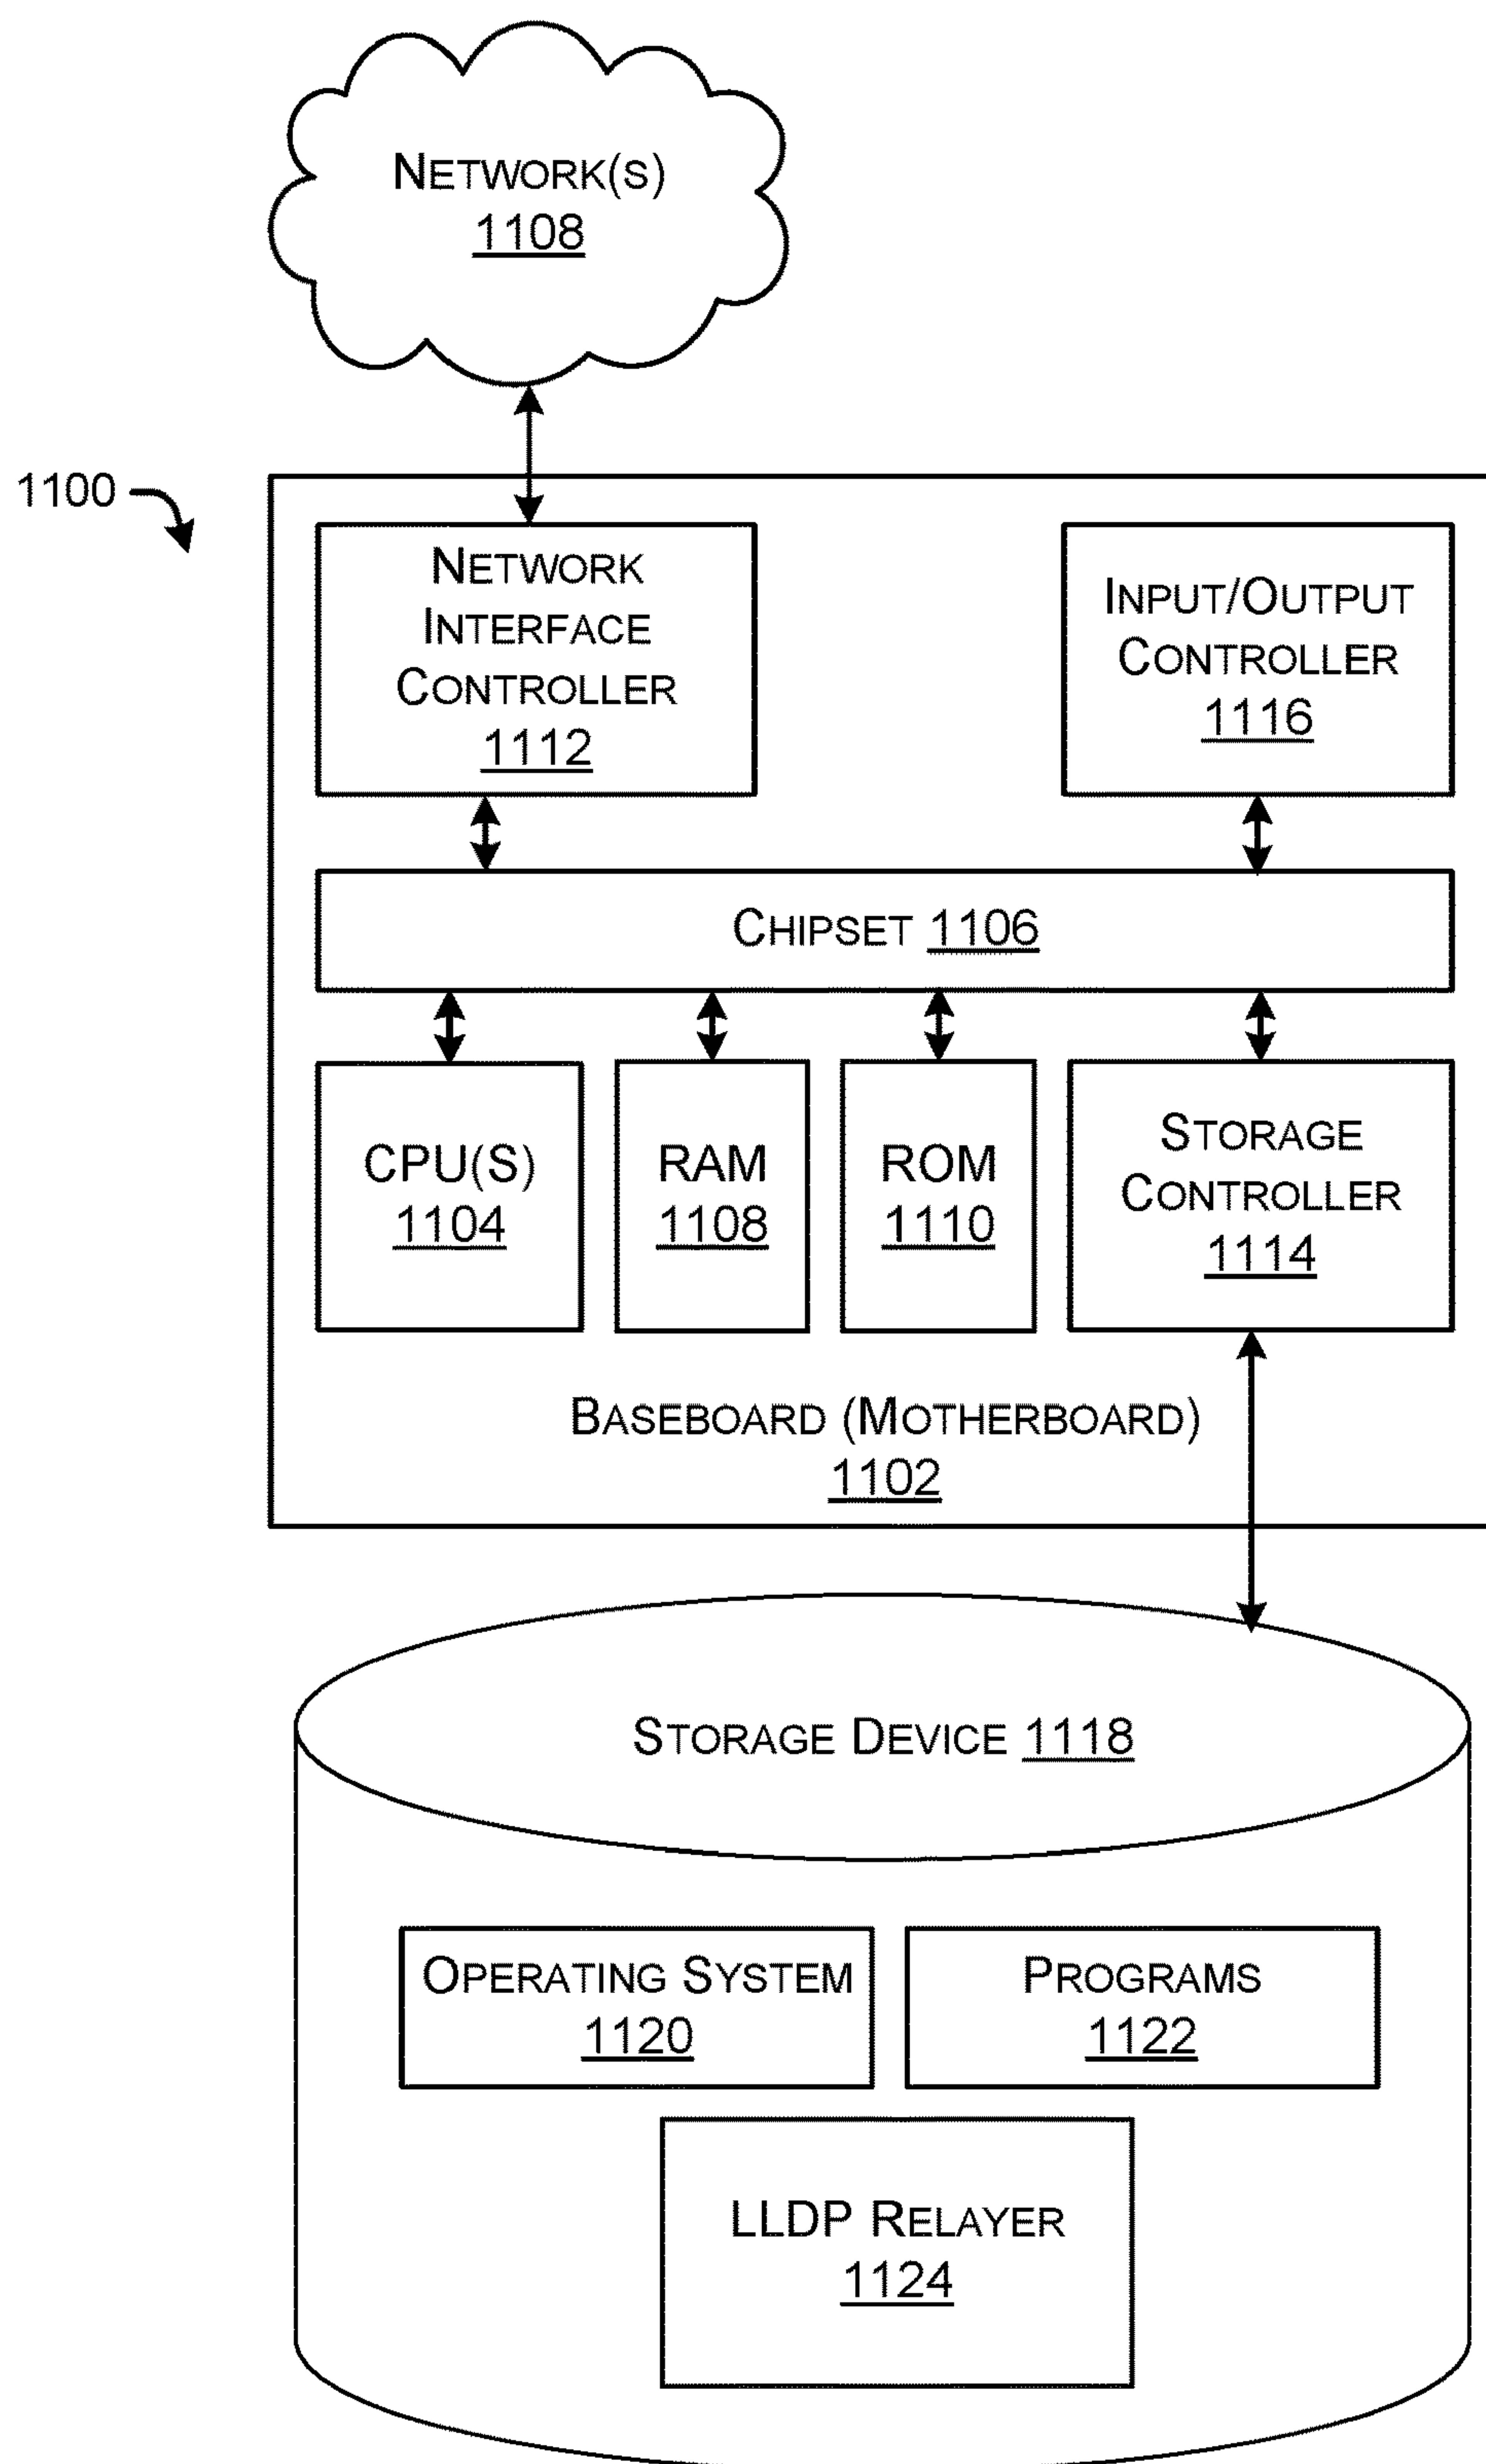 NETWORK(S)
1108
1100
NETWORK
INTERFACE
CONTROLLER
1112
INPUT/OUTPUT
CONTROLLER
1116
CHIPSET 1106
CPU(S)
1104
RAM
1108
ROM
1110
STORAGE
CONTROLLER
1114
BASEBOARD (MOTHERBOARD)
1102
STORAGE DEVICE 1118
OPERATING SYSTEM
1120
PROGRAMS
1122
LLDP RELAYER
1124